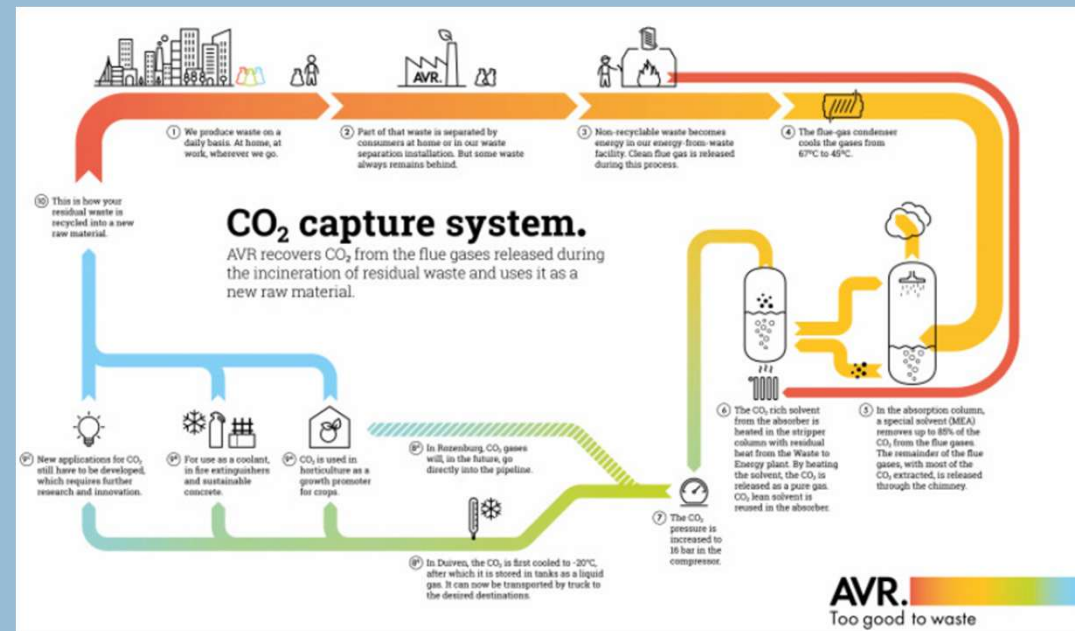 AVR.
① We produce waste on a
daily basis. At home, at
work, wherever we go.
② Part of that waste is separated by
consumers at home or in our waste
separation installation. But some waste
always remains behind.
③ Non-recyclable waste becomes
energy in our energy-from-waste
facility. Clean flue gas is released
during this process.
④ The flue-gas condenser
cools the gases from
67°C to 45°C.
⑩ This is how your
residual waste is
recycled into a new
raw material.
CO₂ capture system.
AVR recovers CO₂ from the flue gases released during
the incineration of residual waste and uses it as a
new raw material.
⑤ In the absorption column,
a special solvent (MEA)
removes up to 85% of the
CO₂ from the flue gases.
The remainder of the flue
gases, with most of the
CO₂ extracted, is released
through the chimney.
⑥ The CO₂ rich solvent
from the absorber is
heated in the stripper
column with residual
heat from the Waste to
Energy plant. By heating
the solvent, the CO₂ is
released as a pure gas.
CO₂ lean solvent is
reused in the absorber.
⑦ The CO₂
pressure is
increased to
16 bar in the
compressor.
In Rozenburg, CO₂ gases
will, in the future, go
directly into the pipeline.
In Duiven, the CO₂ is first cooled to -20°C,
after which it is stored in tanks as a liquid
gas. It can now be transported by truck to
the desired destinations.
CO₂ is used in
horticulture as a
growth promoter
for crops.
For use as a coolant,
in fire extinguishers
and sustainable
concrete.
New applications for CO₂
still have to be developed,
which requires further
research and innovation.
AVR.
Too good to waste